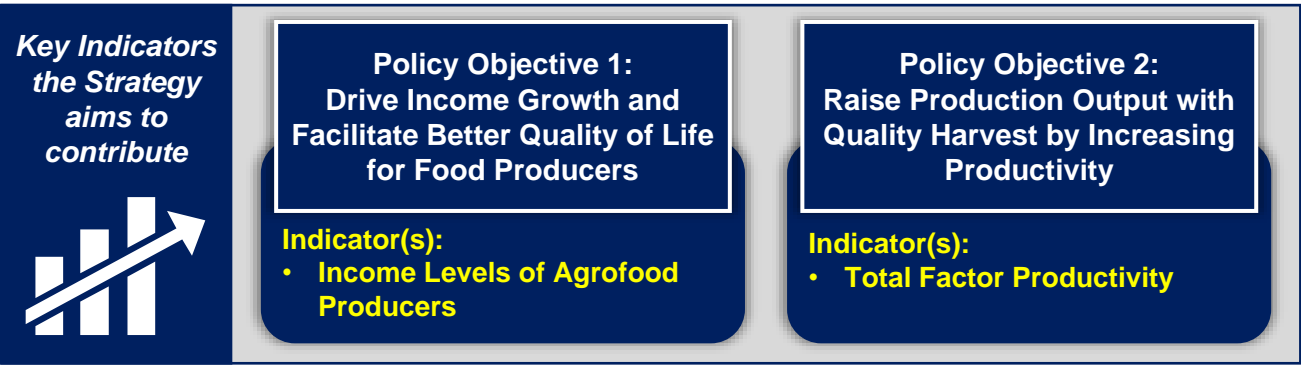 Key Indicators
the Strategy
aims to
contribute
Policy Objective 1:
Drive Income Growth and
Facilitate Better Quality of Life
for Food Producers
Indicator(s):
• Income Levels of Agrofood
Producers
Policy Objective 2:
Raise Production Output with
Quality Harvest by Increasing
Productivity
Indicator(s):
• Total Factor Productivity